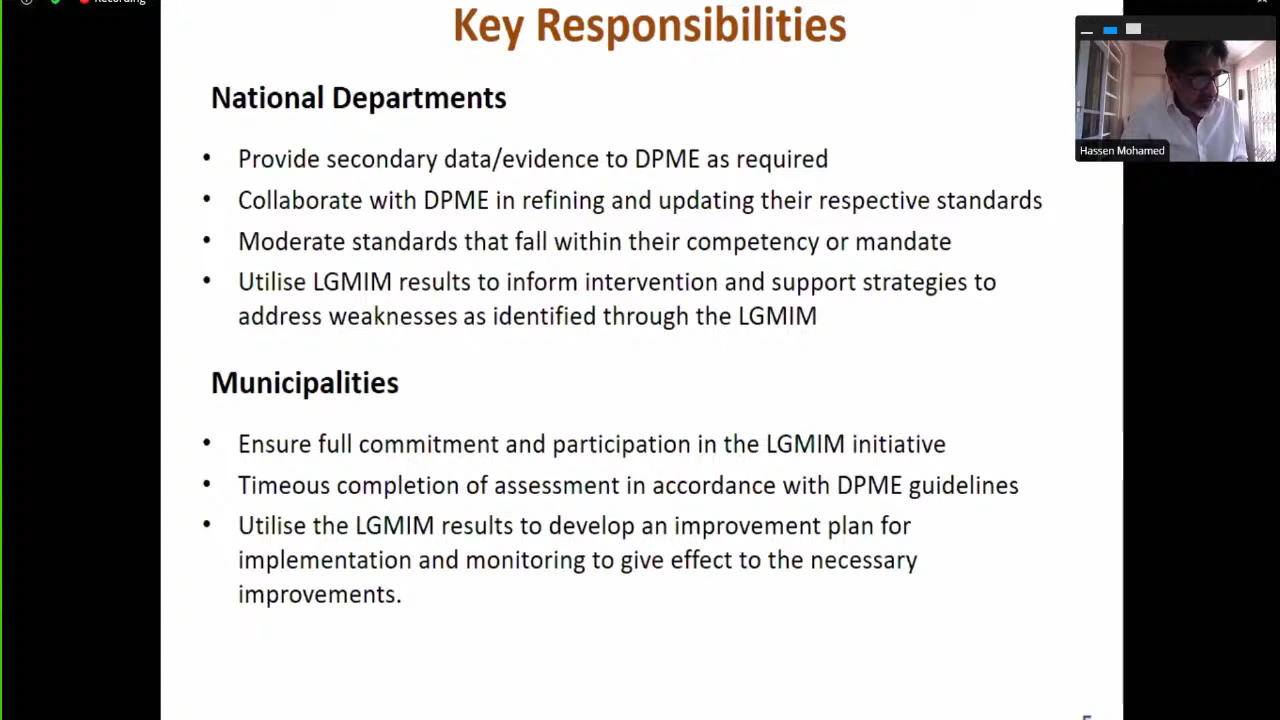 Recording
Key Responsibilities
Hassen Mohamed
National Departments
• Provide secondary data/evidence to DPME as required
• Collaborate with DPME in refining and updating their respective standards
• Moderate standards that fall within their competency or mandate
• Utilise LGMIM results to inform intervention and support strategies to
address weaknesses as identified through the LGMIM
Municipalities
• Ensure full commitment and participation in the LGMIM initiative
• Timeous completion of assessment in accordance with DPME guidelines
• Utilise the LGMIM results to develop an improvement plan for
implementation and monitoring to give effect to the necessary
improvements.